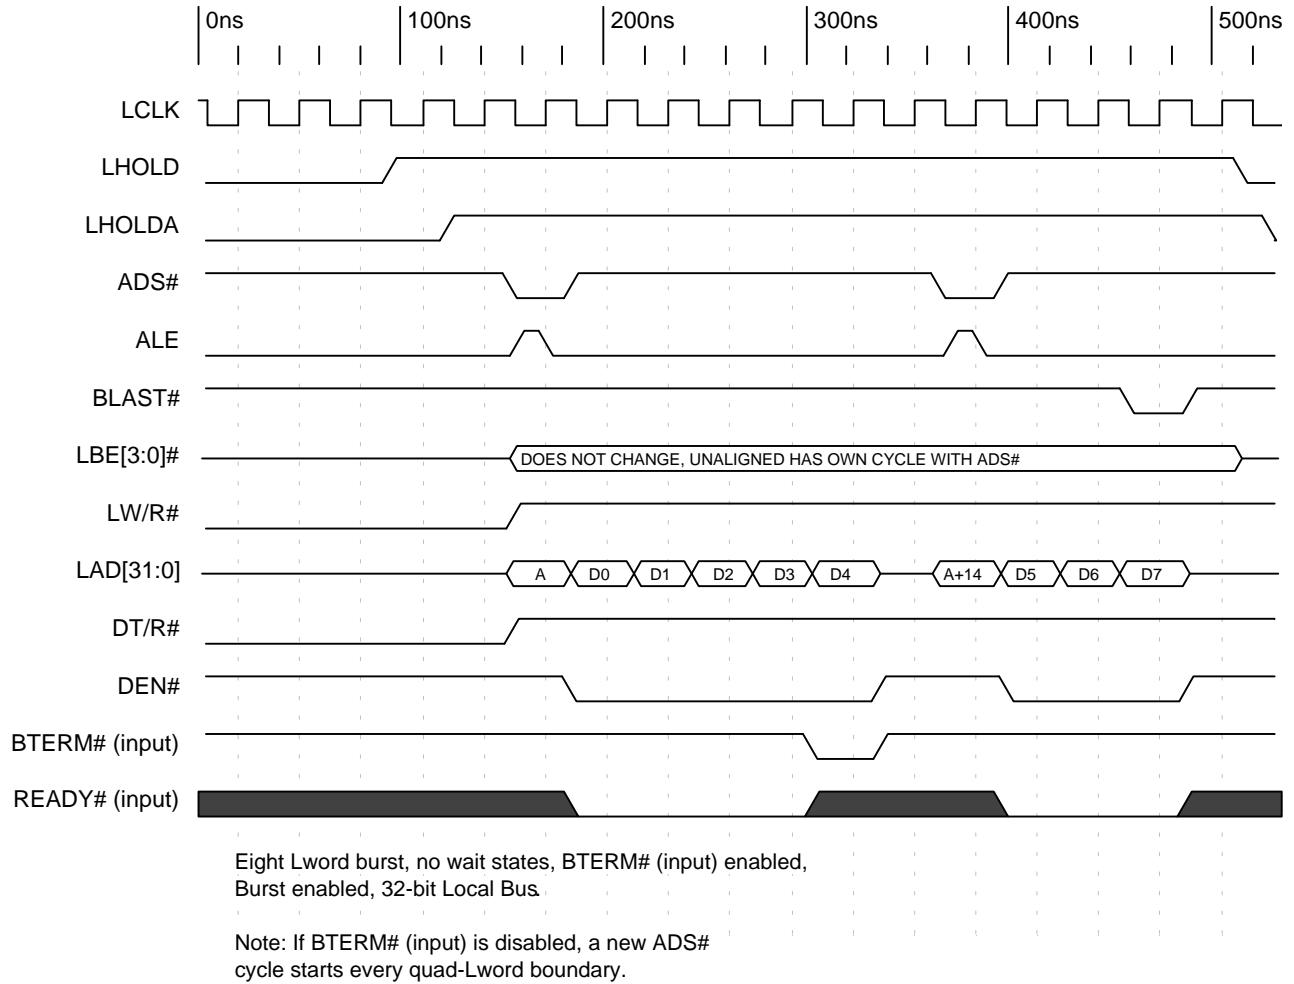 0ns 100ns 200ns 300ns 400ns 500ns
LCLK
LHOLD
LHOLDA
ADS#
ALE
BLAST#
LBE[3:0]# DOES NOT CHANGE, UNALIGNED HAS OWN CYCLE WITH ADS#
LW/R#
LAD[31:0] A D0 D1 D2 D3 D4 A+14 D5 D6 D7
DT/R#
DEN#
BTERM# (input)
READY# (input)
Eight Lword burst, no wait states, BTERM# (input) enabled,
Burst enabled, 32-bit Local Bus.
Note: If BTERM# (input) is disabled, a new ADS#
cycle starts every quad-Lword boundary.